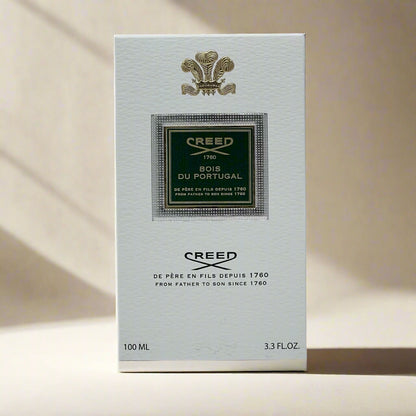 CREED
1760
BOIS
DU PORTUGAL
DE PÈRE EN FILS DEPUIS 1760
FROM FATHER TO SON SINCE 1760
CREED
DE PÈRE EN FILS DEPUIS 1760
FROM FATHER TO SON SINCE 1760
100 ML 3.3 FL.OZ.